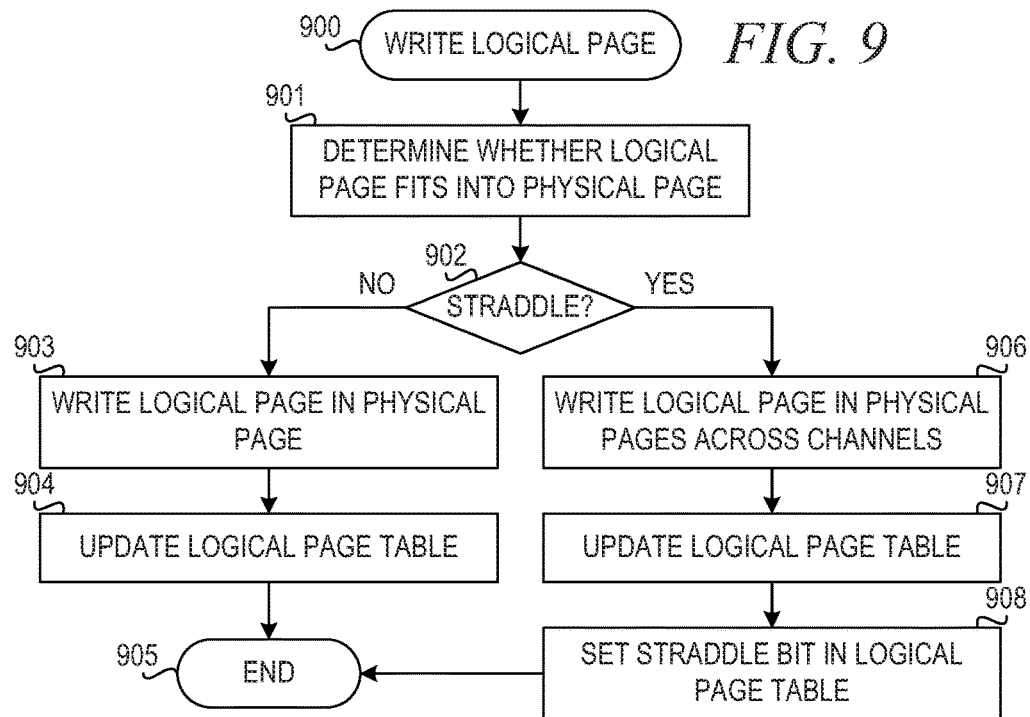 900
WRITE LOGICAL PAGE
FIG. 9
901
DETERMINE WHETHER LOGICAL
PAGE FITS INTO PHYSICAL PAGE
902
NO
STRADDLE?
YES
903
WRITE LOGICAL PAGE IN PHYSICAL
PAGE
906
WRITE LOGICAL PAGE IN PHYSICAL
PAGES ACROSS CHANNELS
904
UPDATE LOGICAL PAGE TABLE
907
UPDATE LOGICAL PAGE TABLE
905
END
908
SET STRADDLE BIT IN LOGICAL
PAGE TABLE